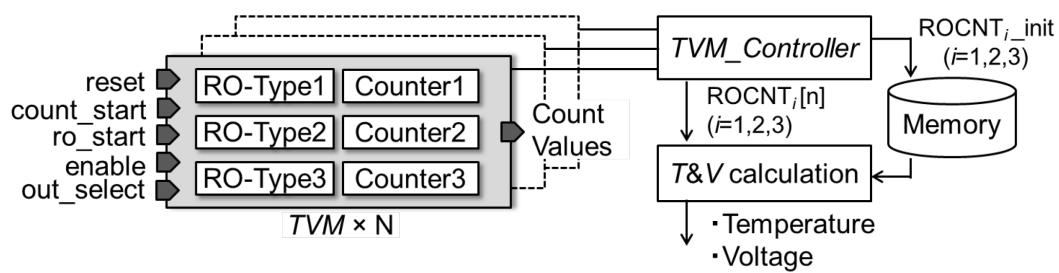 reset
count_start
ro_start
enable
out_select
RO-Type1
Counter1
RO-Type2
Counter2
RO-Type3
Counter3
Count
Values
TVM × N
TVM_Controller
ROCNTi_init
(i=1,2,3)
ROCNTi[n]
(i=1,2,3)
Memory
T&V calculation
・Temperature
・Voltage